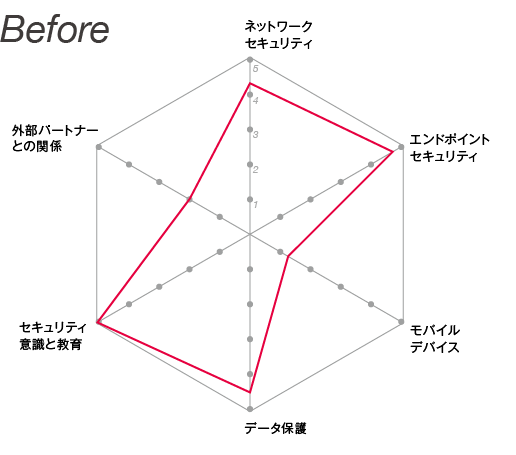 Before
ネットワーク
セキュリティ
5
4
3
2
1
外部パートナー
との関係
エンドポイント
セキュリティ
セキュリティ
意識と教育
モバイル
デバイス
データ保護